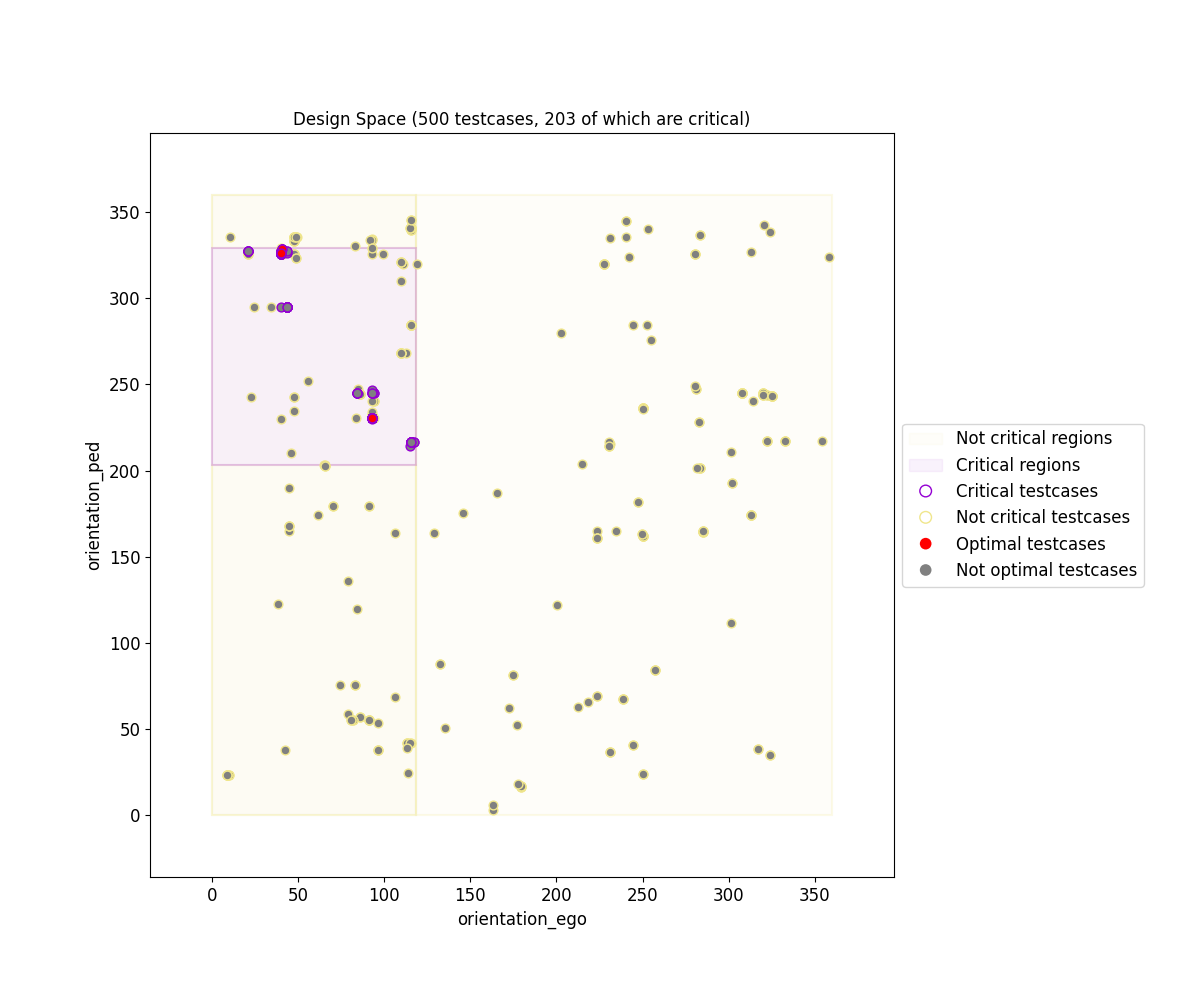 Design Space (500 testcases, 203 of which are critical)
350
300
250
200
150
100
50
0
orientation_ped
0 50 100 150 200 250 300 350
orientation_ego
Not critical regions
Critical regions
Critical testcases
Not critical testcases
Optimal testcases
Not optimal testcases